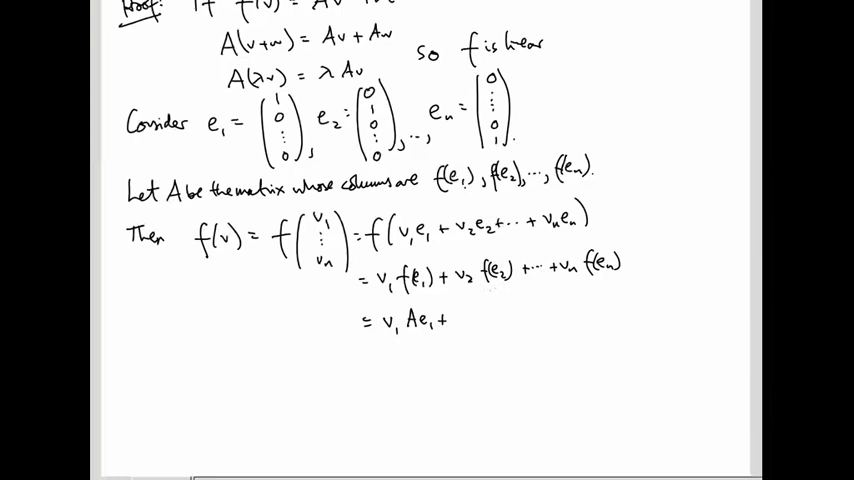 Proof: If f(v) = Av
A(v+w) = Av + Aw
so f is linear
A(λv) = λ Av
Consider e₁ = (1 0 ⋮ 0), e₂ = (0 1 0 ⋮ 0), ..., eₙ = (0 ⋮ 0 1).
Let A be the matrix whose columns are f(e₁), f(e₂), ..., f(eₙ).
Then f(v) = f(v₁ ⋮ vₙ) = f(v₁e₁ + v₂e₂ + ... + vₙeₙ)
= v₁ f(e₁) + v₂ f(e₂) + ... + vₙ f(eₙ)
= v₁ Ae₁ +